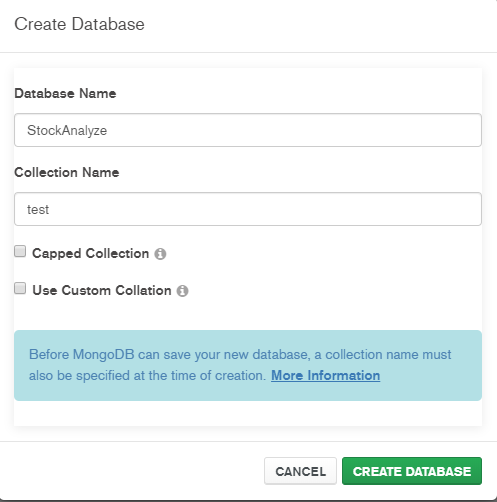 Create Database
Database Name
StockAnalyze
Collection Name
test
Capped Collection
Use Custom Collation
Before MongoDB can save your new database, a collection name must
also be specified at the time of creation. More Information
CANCEL CREATE DATABASE